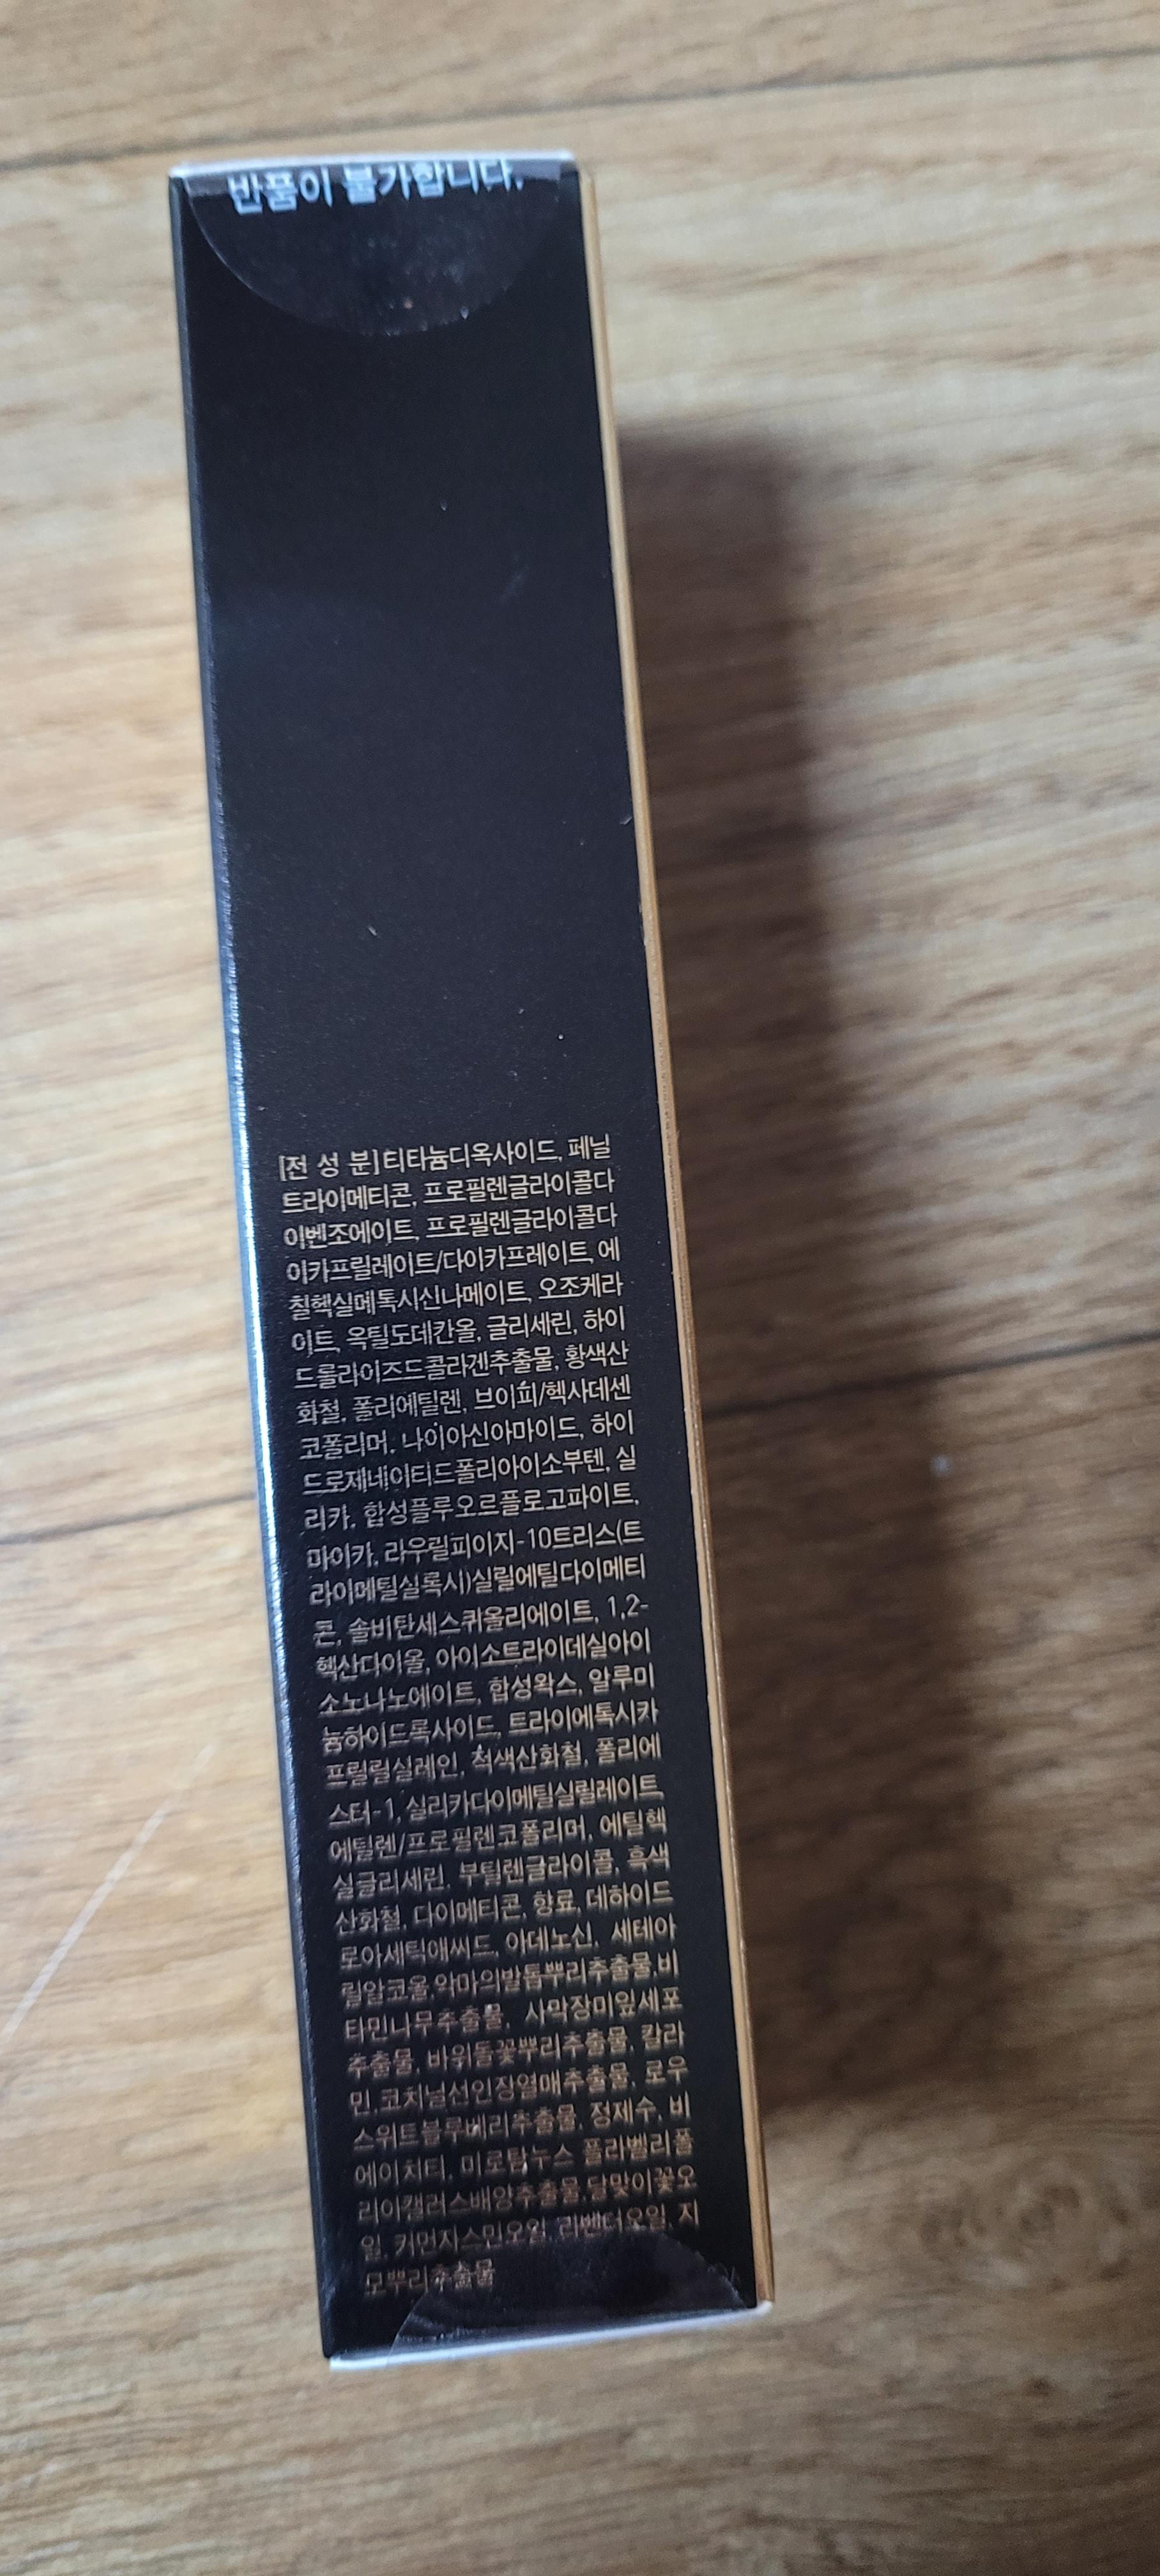 반품이 불가합니다.
[전 성 분]티타늄디옥사이드, 페닐
트라이메티콘, 프로필렌글라이콜다
이벤조에이트, 프로필렌글라이콜다
이카프릴레이트/다이카프레이트, 에
칠헥실메톡시신나메이트, 오조케라
이트, 옥틸도데칸올, 글리세린, 하이
드롤라이즈드콜라겐추출물, 황색산
화철, 폴리에틸렌, 브이피/헥사데센
코폴리머, 나이아신아마이드, 하이
드로제네이티드폴리아이소부텐, 실
리카, 합성플루오르플로고파이트,
마이카, 라우릴피이지-10트리스(트
라이메틸실록시)실릴에틸다이메티
콘, 솔비탄세스퀴올리에이트, 1,2-
헥산다이올, 아이소트라이데실아이
소노나노에이트, 합성왁스, 알루미
늄하이드록사이드, 트라이에톡시카
프릴릴실레인, 적색산화철, 폴리에
스터-1, 실리카다이메틸실릴레이트,
에틸렌/프로필렌코폴리머, 에틸헥
실글리세린, 부틸렌글라이콜, 흑색
산화철, 다이메티콘, 향료, 데하이드
로아세틱애씨드, 아데노신, 세테아
릴알코올,악마의발톱뿌리추출물,비
타민나무추출물, 사막장미잎세포
추출물, 바위돌꽃뿌리추출물, 칼라
민,코치닐선인장열매추출물, 로우
스위트블루베리추출물, 정제수, 비
에이치티, 미로탐누스 플라벨리폴
리아캘러스배양추출물,달맞이꽃오
일, 커먼자스민오일, 라벤더오일, 지
모뿌리추출물